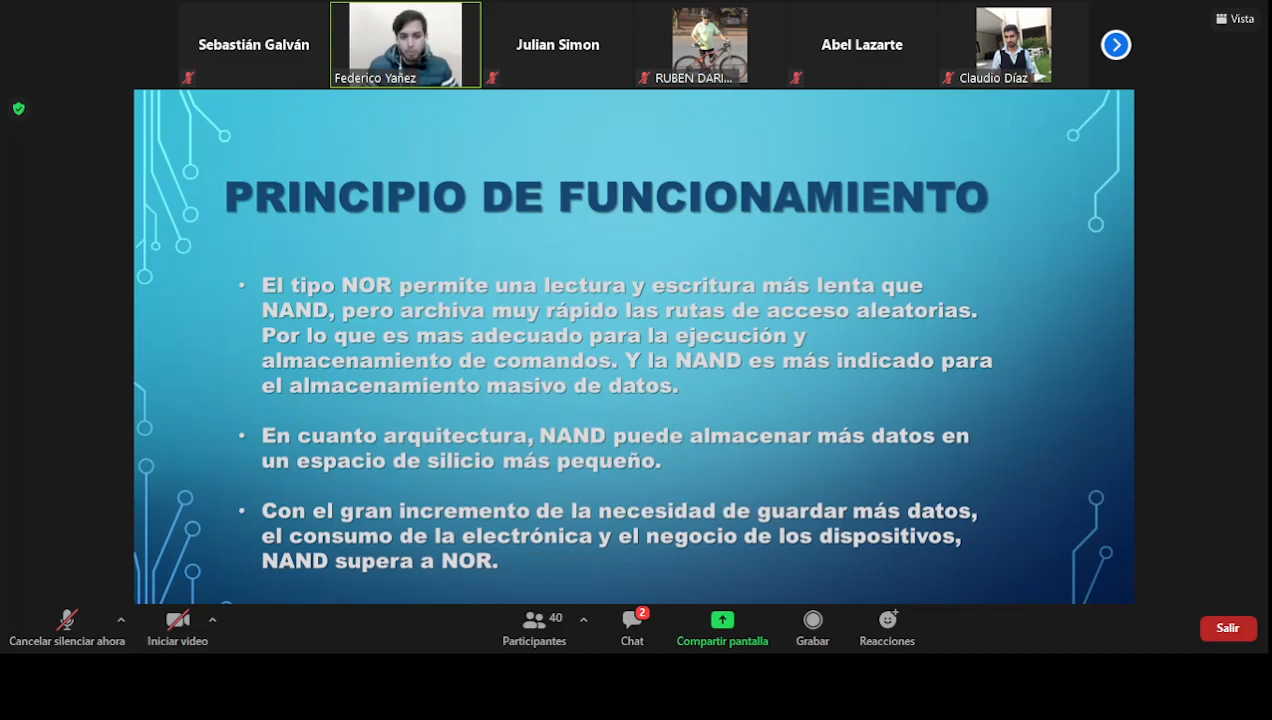 Vista
Sebastián Galván
Federico Yañez
Julian Simon
RUBEN DARI...
Abel Lazarte
Claudio Díaz
PRINCIPIO DE FUNCIONAMIENTO
• El tipo NOR permite una lectura y escritura más lenta que
NAND, pero archiva muy rápido las rutas de acceso aleatorias.
Por lo que es mas adecuado para la ejecución y
almacenamiento de comandos. Y la NAND es más indicado para
el almacenamiento masivo de datos.
• En cuanto arquitectura, NAND puede almacenar más datos en
un espacio de silicio más pequeño.
• Con el gran incremento de la necesidad de guardar más datos,
el consumo de la electrónica y el negocio de los dispositivos,
NAND supera a NOR.
40
2
Cancelar silenciar ahora
Iniciar video
Participantes
Chat
Compartir pantalla
Grabar
Reacciones
Salir